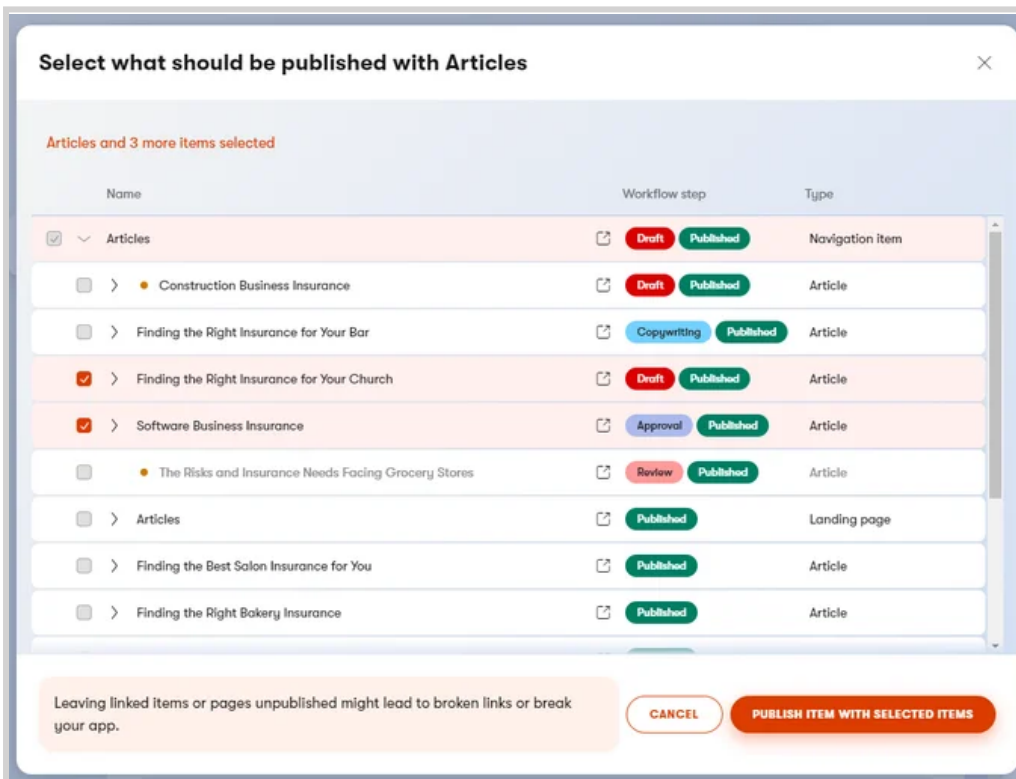 Select what should be published with Articles
Articles and 3 more items selected
Name Workflow step Type
Articles Draft Published Navigation item
Construction Business Insurance Draft Published Article
Finding the Right Insurance for Your Bar Copywriting Published Article
Finding the Right Insurance for Your Church Draft Published Article
Software Business Insurance Approval Published Article
The Risks and Insurance Needs Facing Grocery Stores Review Published Article
Articles Published Landing page
Finding the Best Salon Insurance for You Published Article
Finding the Right Bakery Insurance Published Article
Leaving linked items or pages unpublished might lead to broken links or break
your app.
CANCEL PUBLISH ITEM WITH SELECTED ITEMS